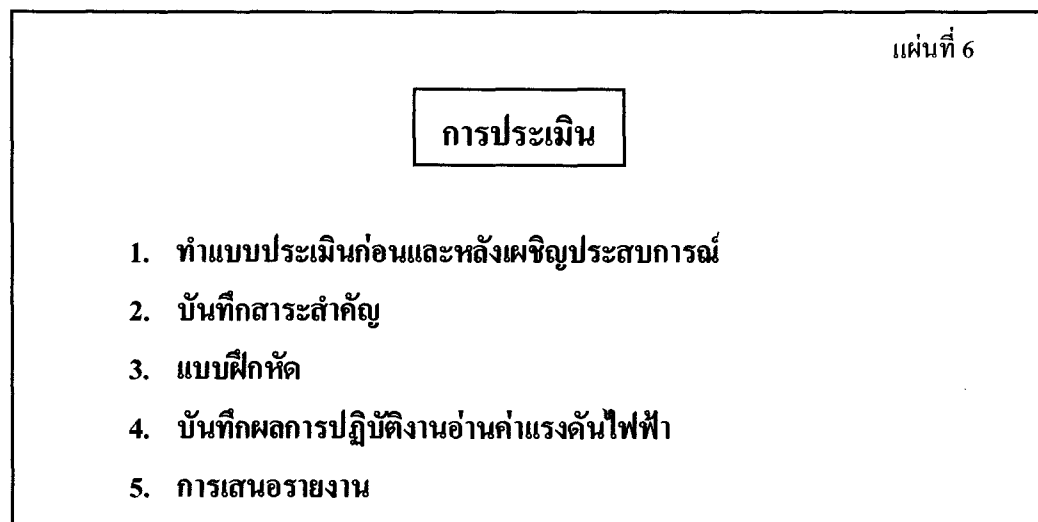 แผ่นที่ 6
การประเมิน
1. ทำแบบประเมินก่อนและหลังเผชิญประสบการณ์
2. บันทึกสาระสำคัญ
3. แบบฝึกหัด
4. บันทึกผลการปฏิบัติงานอ่านค่าแรงดันไฟฟ้า
5. การเสนอรายงาน